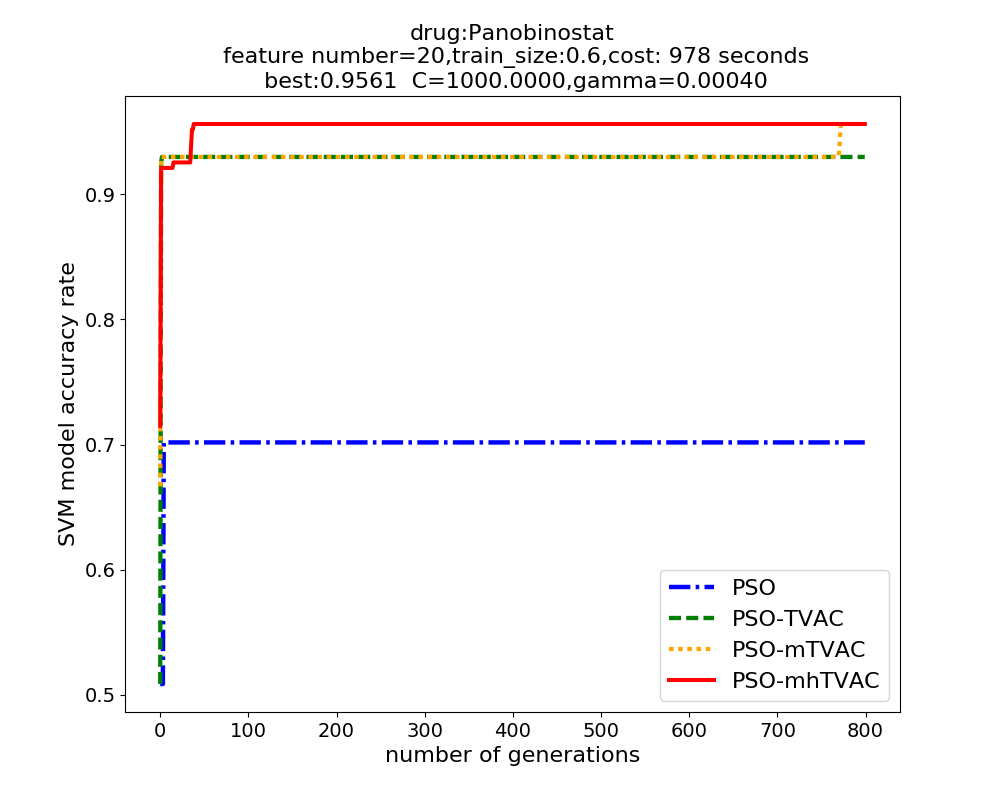 drug:Panobinostat
feature number=20,train_size:0.6,cost: 978 seconds
best:0.9561  C=1000.0000,gamma=0.00040
SVM model accuracy rate
0.9
0.8
0.7
0.6
0.5
PSO
PSO-TVAC
PSO-mTVAC
PSO-mhTVAC
0 100 200 300 400 500 600 700 800
number of generations